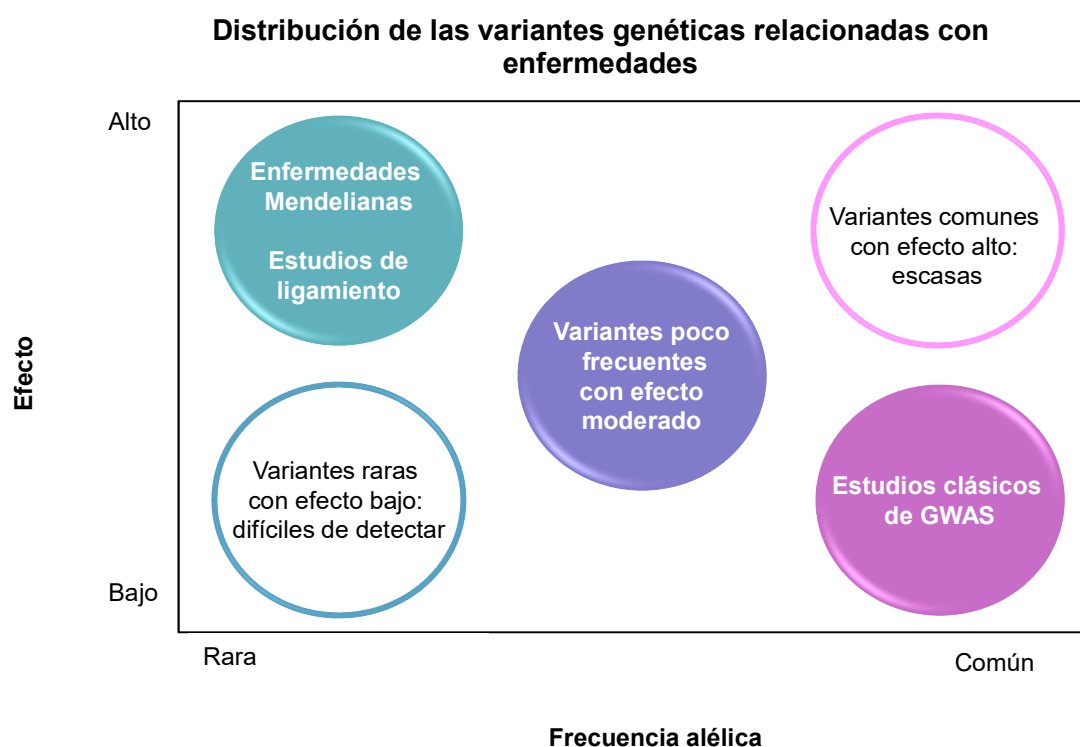 Distribución de las variantes genéticas relacionadas con
enfermedades
Alto
Enfermedades
Mendelianas
Estudios de
ligamiento
Variantes comunes
con efecto alto:
escasas
Variantes poco
frecuentes
con efecto
moderado
Efecto
Variantes raras
con efecto bajo:
difíciles de detectar
Estudios clásicos
de GWAS
Bajo
Rara
Común
Frecuencia alélica